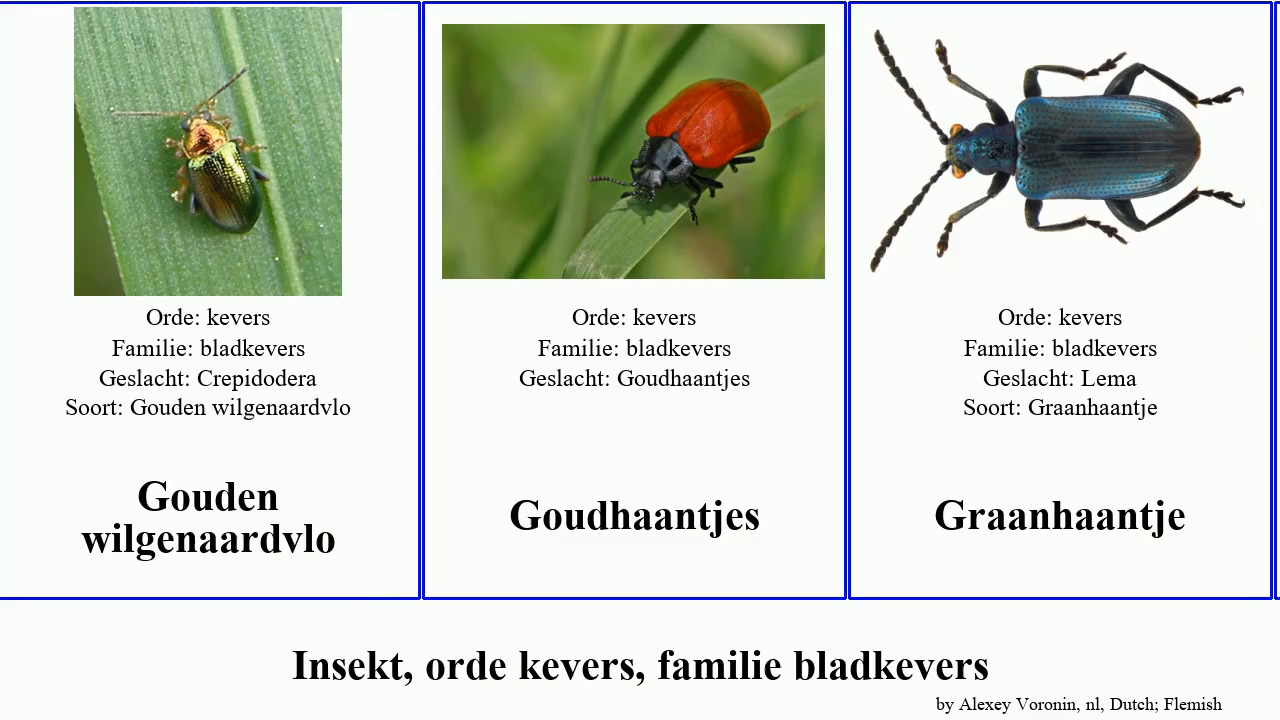 Orde: kevers
Familie: bladkevers
Geslacht: Crepidodera
Soort: Gouden wilgenaardvlo
Gouden
wilgenaardvlo
Orde: kevers
Familie: bladkevers
Geslacht: Goudhaantjes
Goudhaantjes
Orde: kevers
Familie: bladkevers
Geslacht: Lema
Soort: Graanhaantje
Graanhaantje
Insekt, orde kevers, familie bladkevers
by Alexey Voronin, nl, Dutch; Flemish